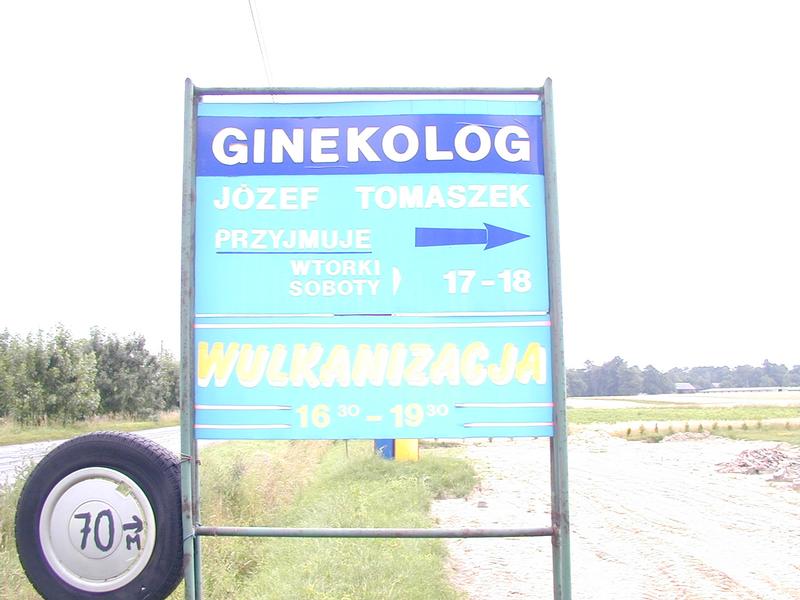 GINEKOLOG
JÓZEF TOMASZEK
PRZYJMUJE
WTORKI
SOBOTY ) 17-18
WULKANIZACJA
16 30 - 19 30
70 M